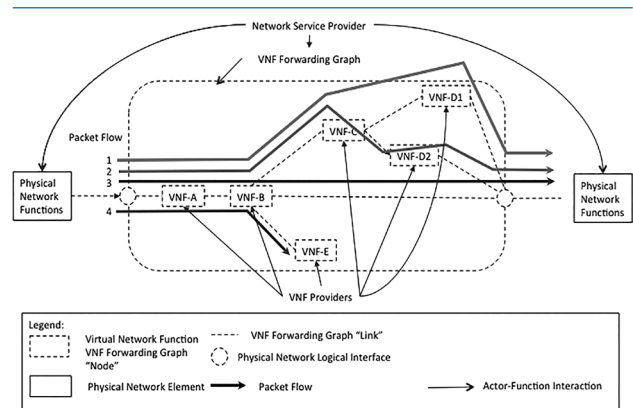 Network Service Provider
VNF Forwarding Graph
VNF-D1
Packet Flow
VNF-C
1
VNF-D2
2
3
Physical
Network
Functions
VNF-A
VNF-B
Physical
Network
Functions
4
VNF-E
VNF Providers
Legend:
Virtual Network Function
VNF Forwarding Graph
"Node"
VNF Forwarding Graph "Link"
Physical Network Logical Interface
Physical Network Element
Packet Flow
Actor-Function Interaction